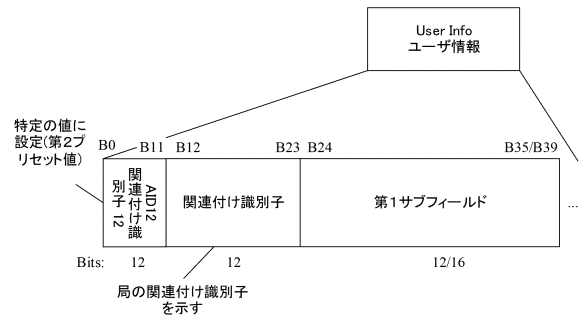 User Info
ユーザ情報
特定の値に
設定(第2プ
リセット値)
B0
B11
B12
B23
B24
B35/B39
AID12
関連付け識
別子 12
関連付け識別子
第1サブフィールド
...
Bits:
12
12
12/16
局の関連付け識別子
を示す